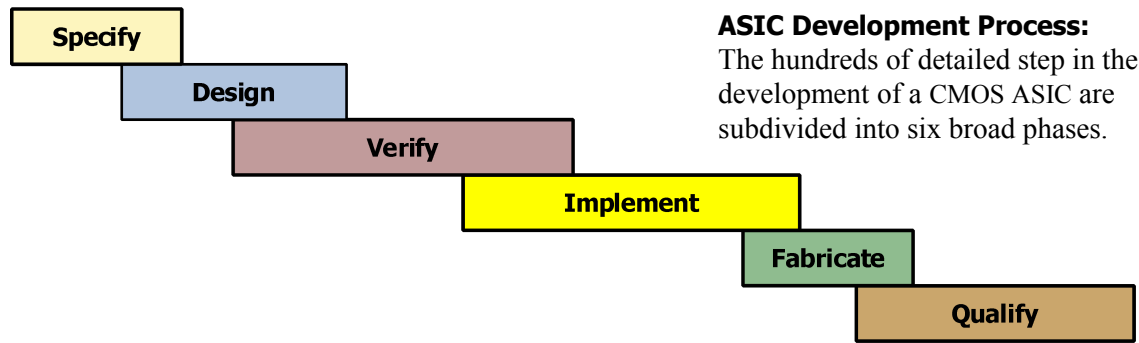 Specify
Design
Verify
Implement
Fabricate
Qualify
ASIC Development Process:
The hundreds of detailed step in the
development of a CMOS ASIC are
subdivided into six broad phases.